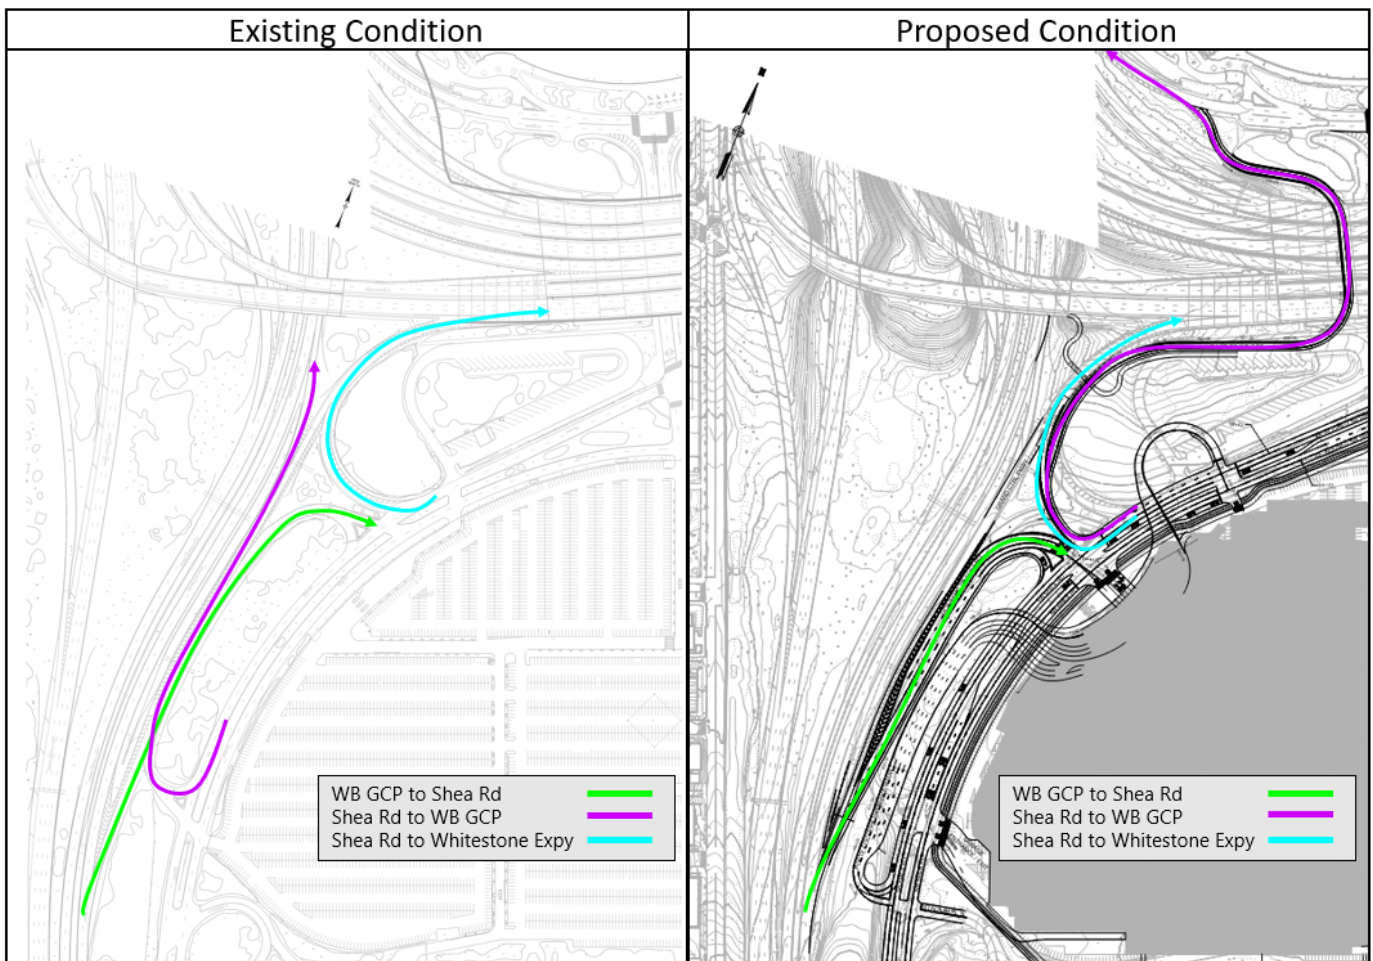 Existing Condition
Proposed Condition
WB GCP to Shea Rd
Shea Rd to WB GCP
Shea Rd to Whitestone Expy
WB GCP to Shea Rd
Shea Rd to WB GCP
Shea Rd to Whitestone Expy